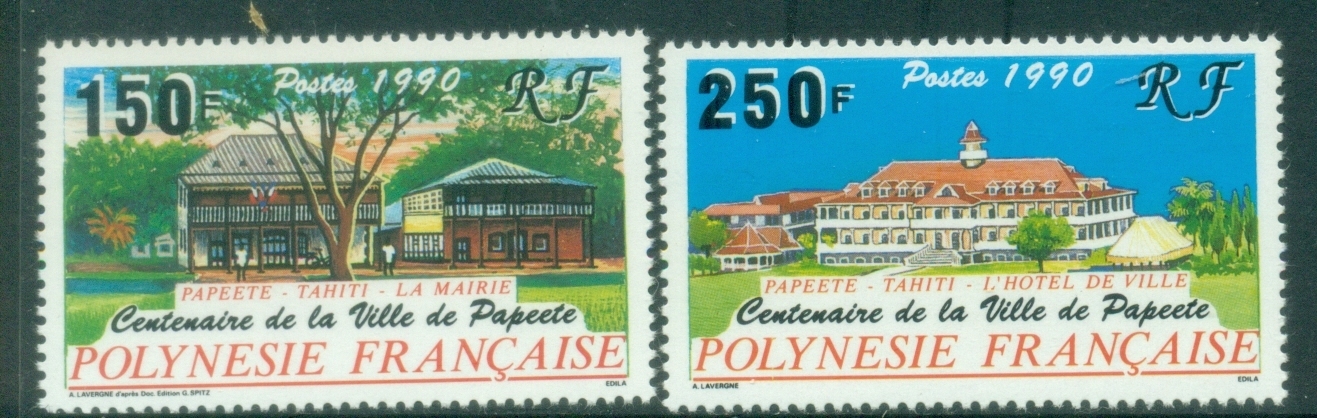 150F Postes 1990 RF
PAPEETE - TAHITI - LA MAIRIE
Centenaire de la Ville de Papeete
POLYNESIE FRANÇAISE
A. LAVERGNE d'après Doc. Edition G. SPITZ EDILA
250F Postes 1990 RF
PAPEETE - TAHITI - L'HOTEL DE VILLE
Centenaire de la Ville de Papeete
POLYNESIE FRANÇAISE
A. LAVERGNE EDILA